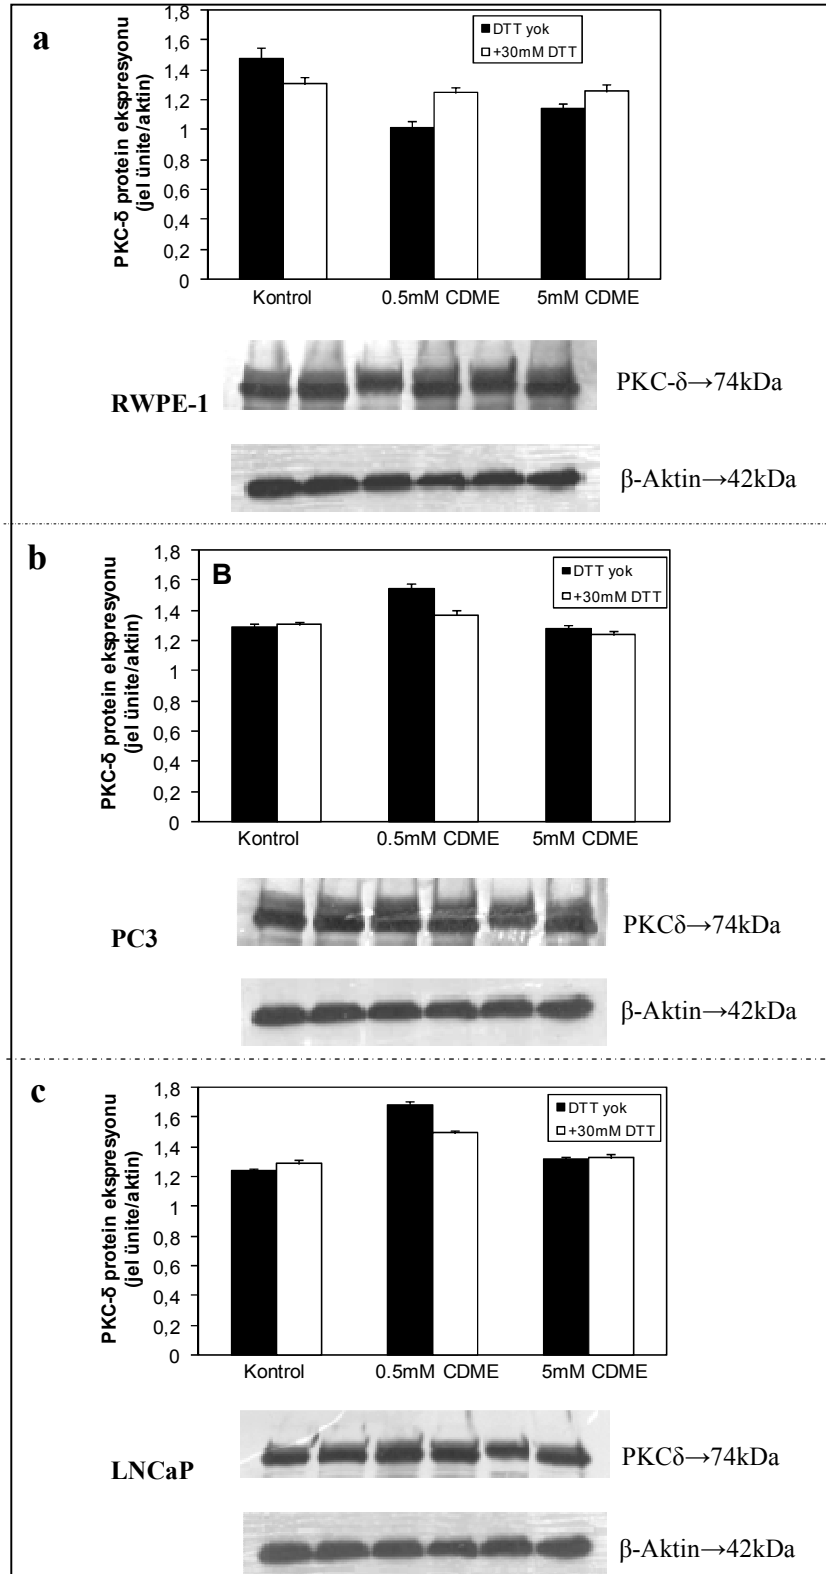 a
PKC-δ protein ekspresyonu
(jel ünite/aktin)
1,8
1,6
1,4
1,2
1
0,8
0,6
0,4
0,2
0
DTT yok
+30mM DTT
Kontrol 0.5mM CDME 5mM CDME
PKC-δ→74kDa
RWPE-1
β-Aktin→42kDa
b
PKC-δ protein ekspresyonu
(jel ünite/aktin)
1,8
1,6
1,4
1,2
1
0,8
0,6
0,4
0,2
0
B
DTT yok
+30mM DTT
Kontrol 0.5mM CDME 5mM CDME
PKCδ→74kDa
PC3
β-Aktin→42kDa
c
PKC-δ protein ekspresyonu
(jel ünite/aktin)
1,8
1,6
1,4
1,2
1
0,8
0,6
0,4
0,2
0
DTT yok
+30mM DTT
Kontrol 0.5mM CDME 5mM CDME
PKCδ→74kDa
LNCaP
β-Aktin→42kDa